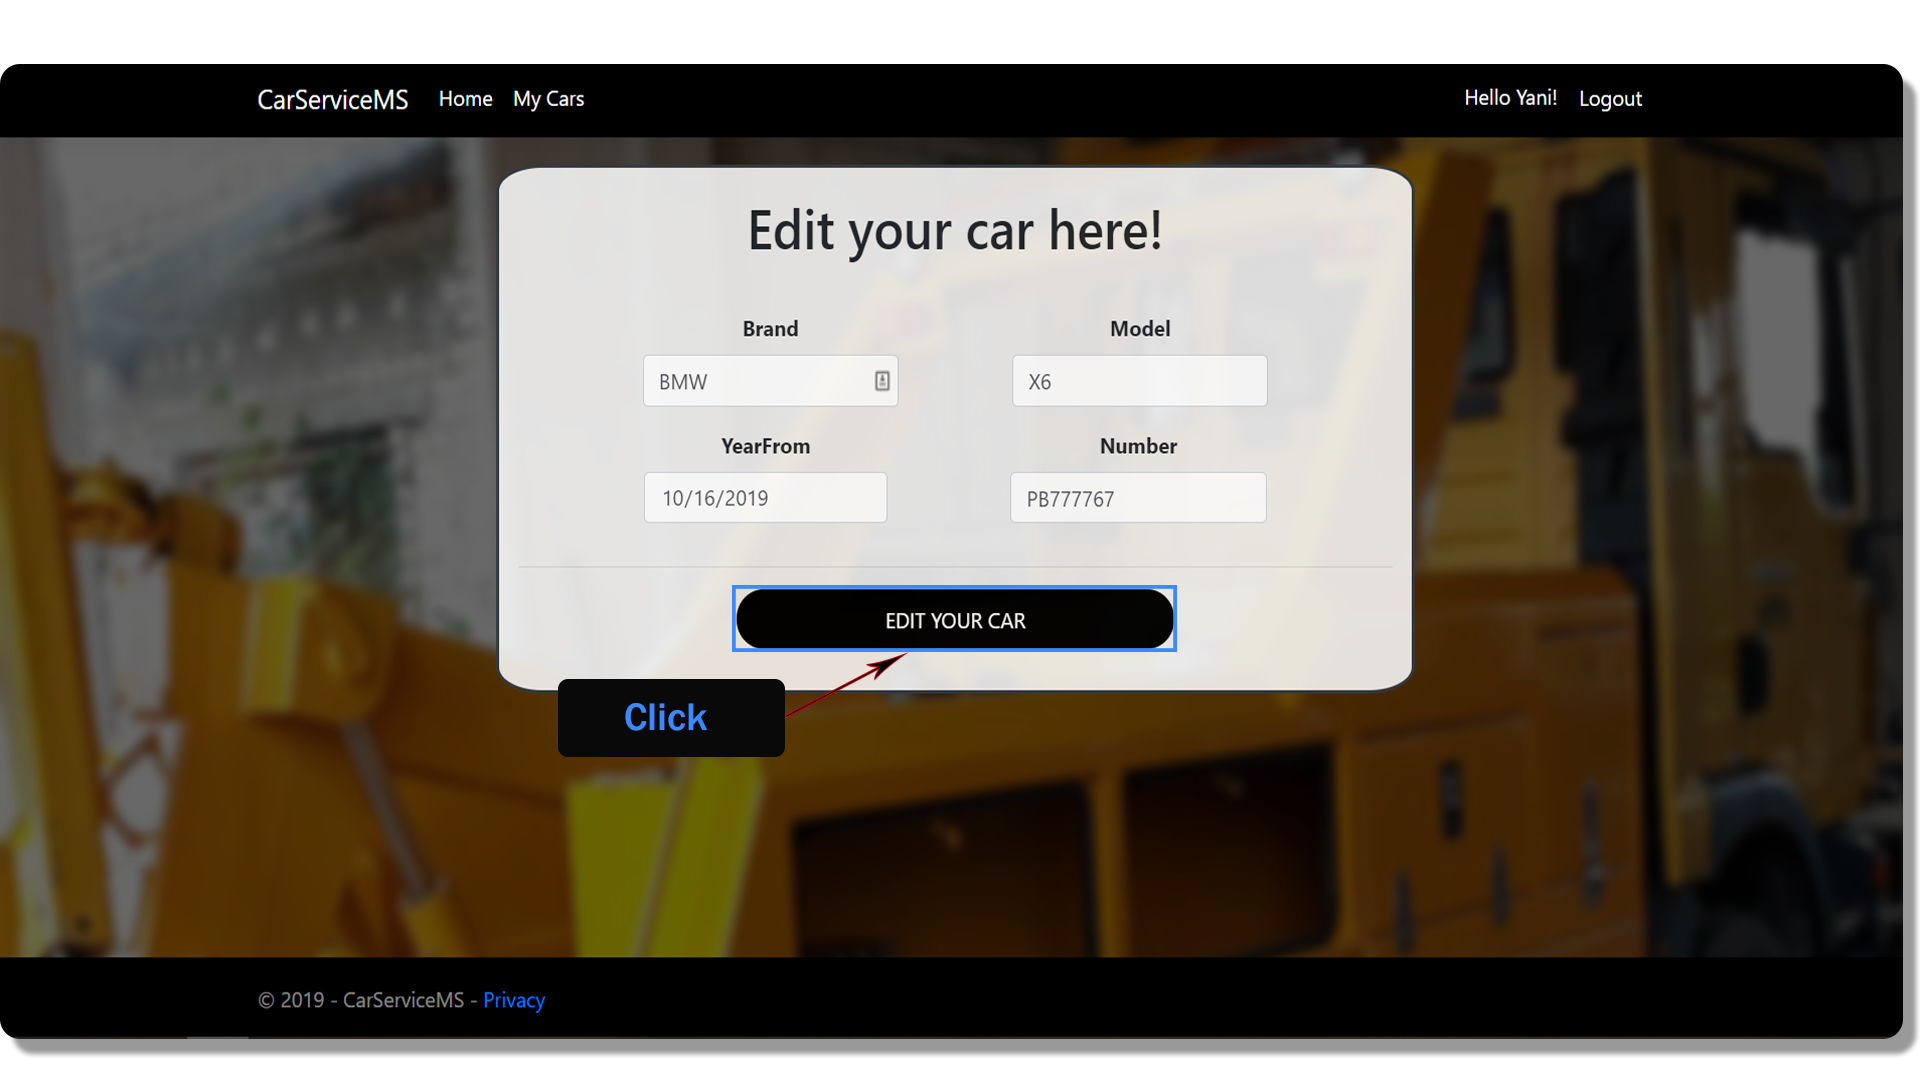 CarServiceMS Home My Cars Hello Yani! Logout
Edit your car here!
Brand Model
BMW X6
YearFrom Number
10/16/2019 PB777767
EDIT YOUR CAR
Click
© 2019 - CarServiceMS - Privacy